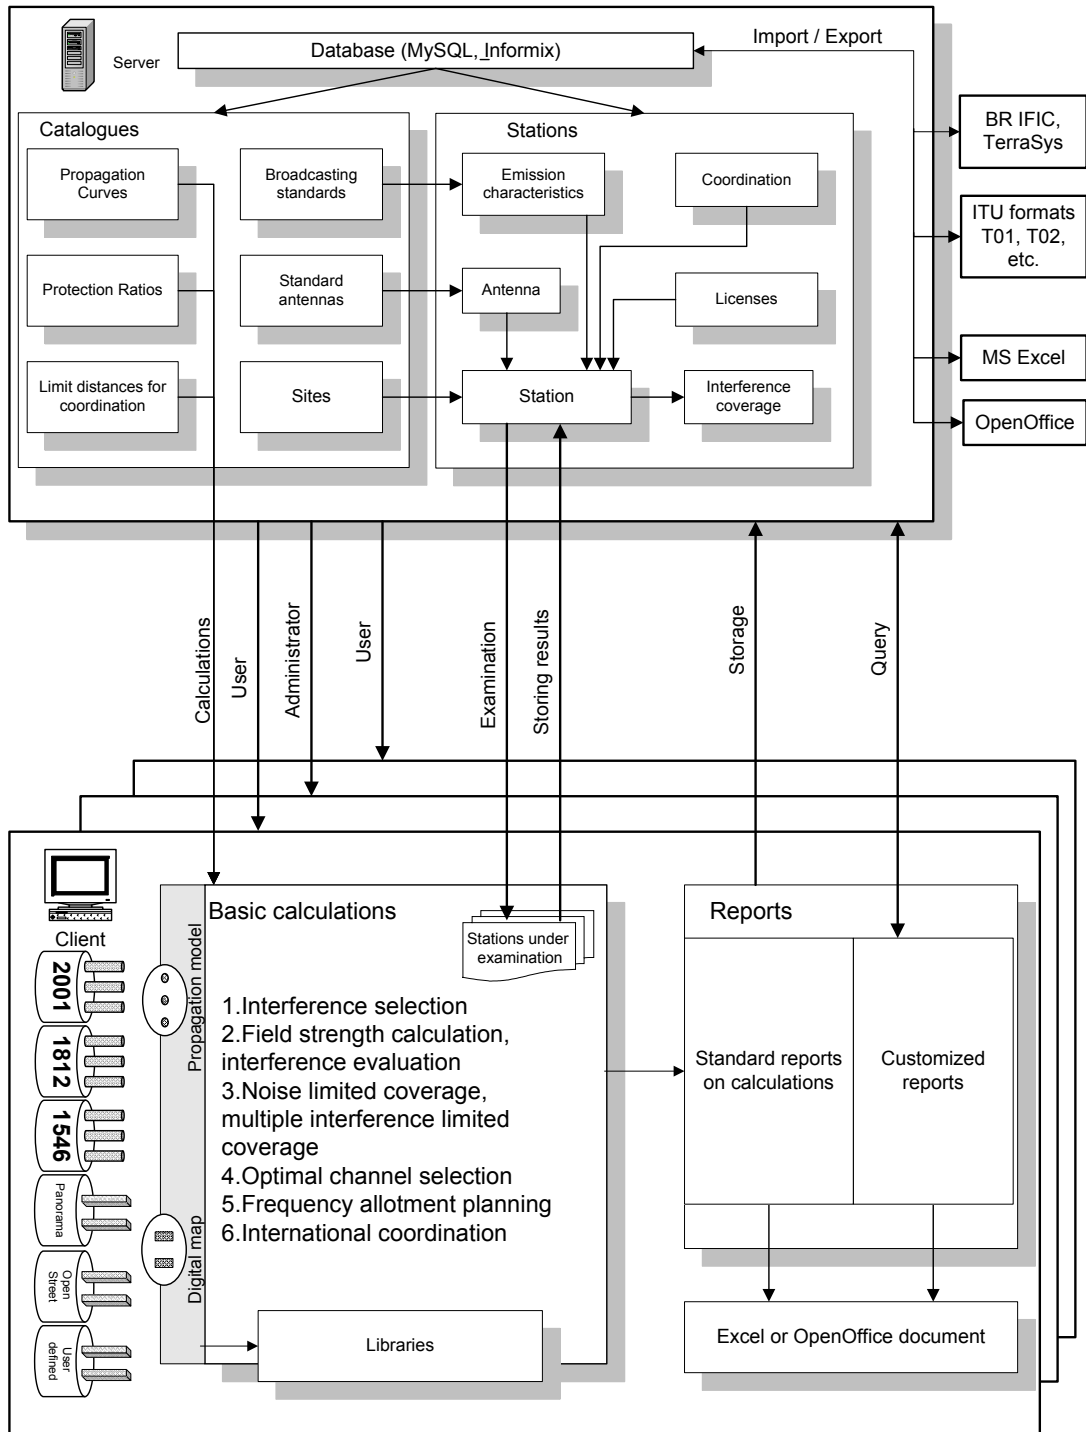 Server
Database (MySQL, Informix)
Import / Export
Catalogues
Propagation
Curves
Protection Ratios
Limit distances for
coordination
Broadcasting
standards
Standard
antennas
Sites
Stations
Emission
characteristics
Coordination
Antenna
Licenses
Station
Interference
coverage
BR IFIC,
TerraSys
ITU formats
T01, T02,
etc.
MS Excel
OpenOffice
Calculations
User
Administrator
User
Examination
Storing results
Storage
Query
Client
2001
1812
1546
Panorama
Open
Street
User
defined
Propagation model
Digital map
Basic calculations
Stations under
examination
1.Interference selection
2.Field strength calculation,
interference evaluation
3.Noise limited coverage,
multiple interference limited
coverage
4.Optimal channel selection
5.Frequency allotment planning
6.International coordination
Libraries
Reports
Standard reports
on calculations
Customized
reports
Excel or OpenOffice document